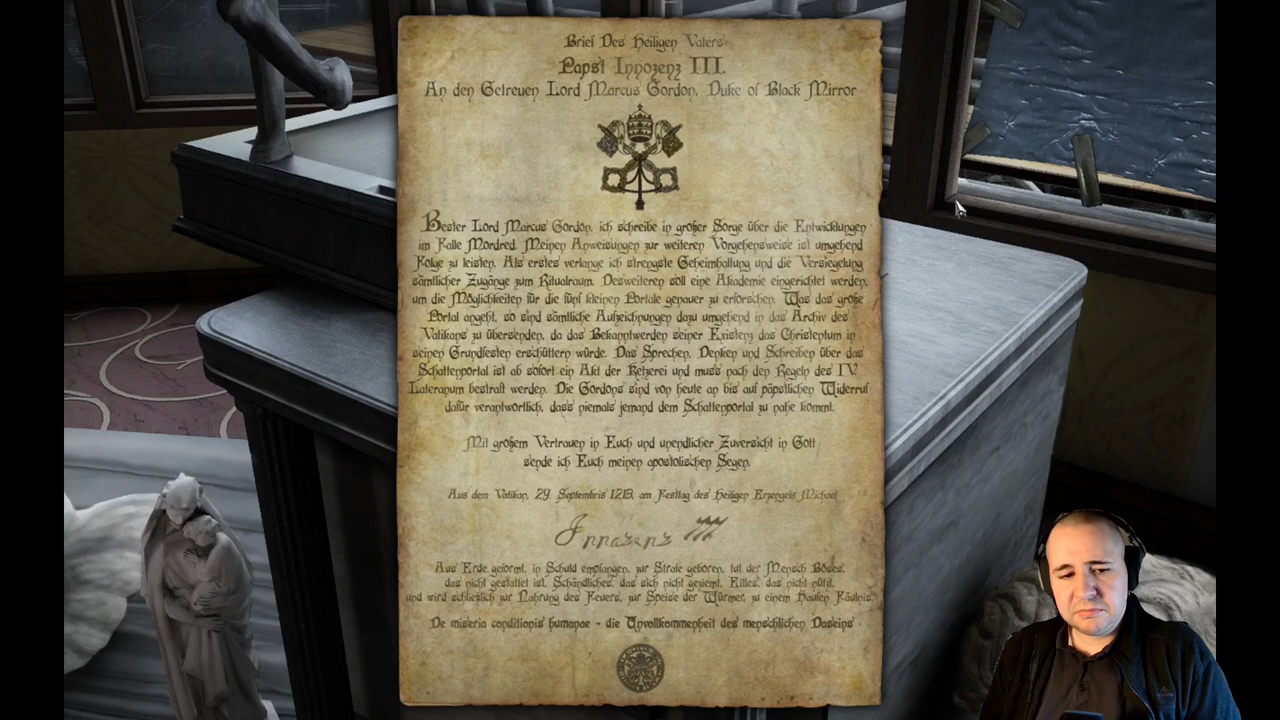 Brief Des Heiligen Vaters
Papst Innozenz III.
An den Getreuen Lord Marcus Gordon, Duke of Black Mirror
Bester Lord Marcus Gordon, ich schreibe in großer Sorge über die Entwicklungen
im Falle Mordred. Meinen Anweisungen zur weiteren Vorgehensweise ist umgehend
Folge zu leisten. Als erstes verlange ich strengste Geheimhaltung und die Versiegelung
sämtlicher Zugänge zum Ritualraum. Desweiteren soll eine Akademie eingerichtet werden,
um die Möglichkeiten für die fünf kleinen Portale genauer zu erforschen. Was das große
Portal angeht, so sind sämtliche Aufzeichnungen dazu umgehend in das Archiv des
Vatikans zu übersenden, da das Bekanntwerden seiner Existenz das Christentum in
seinen Grundfesten erschüttern würde. Das Sprechen, Denken und Schreiben über das
Schattenportal ist ab sofort ein Akt der Ketzerei und muss nach den Regeln des IV.
Lateranum bestraft werden. Die Gordons sind von heute an bis auf päpstlichen Widerruf
dafür verantwortlich, dass niemals jemand dem Schattenportal zu nahe kommt.
Mit großem Vertrauen in Euch und unendlicher Zuversicht in Gott
sende ich Euch meinen apostolischen Segen.
Aus dem Vatikan, 29. Septembris 1215, am Festtag des Heiligen Erzengels Michael
Innozenz III
Aus Erde geformt, in Schuld empfangen, zur Strafe geboren, tut der Mensch Böses,
das nicht gestattet ist, Schändliches, das sich nicht geziemt, Eitles, das nicht nützt,
und wird schließlich zur Nahrung des Feuers, zur Speise der Würmer, zu einem Haufen Fäulnis.
De miseria conditionis humanae - die Unvollkommenheit des menschlichen Daseins